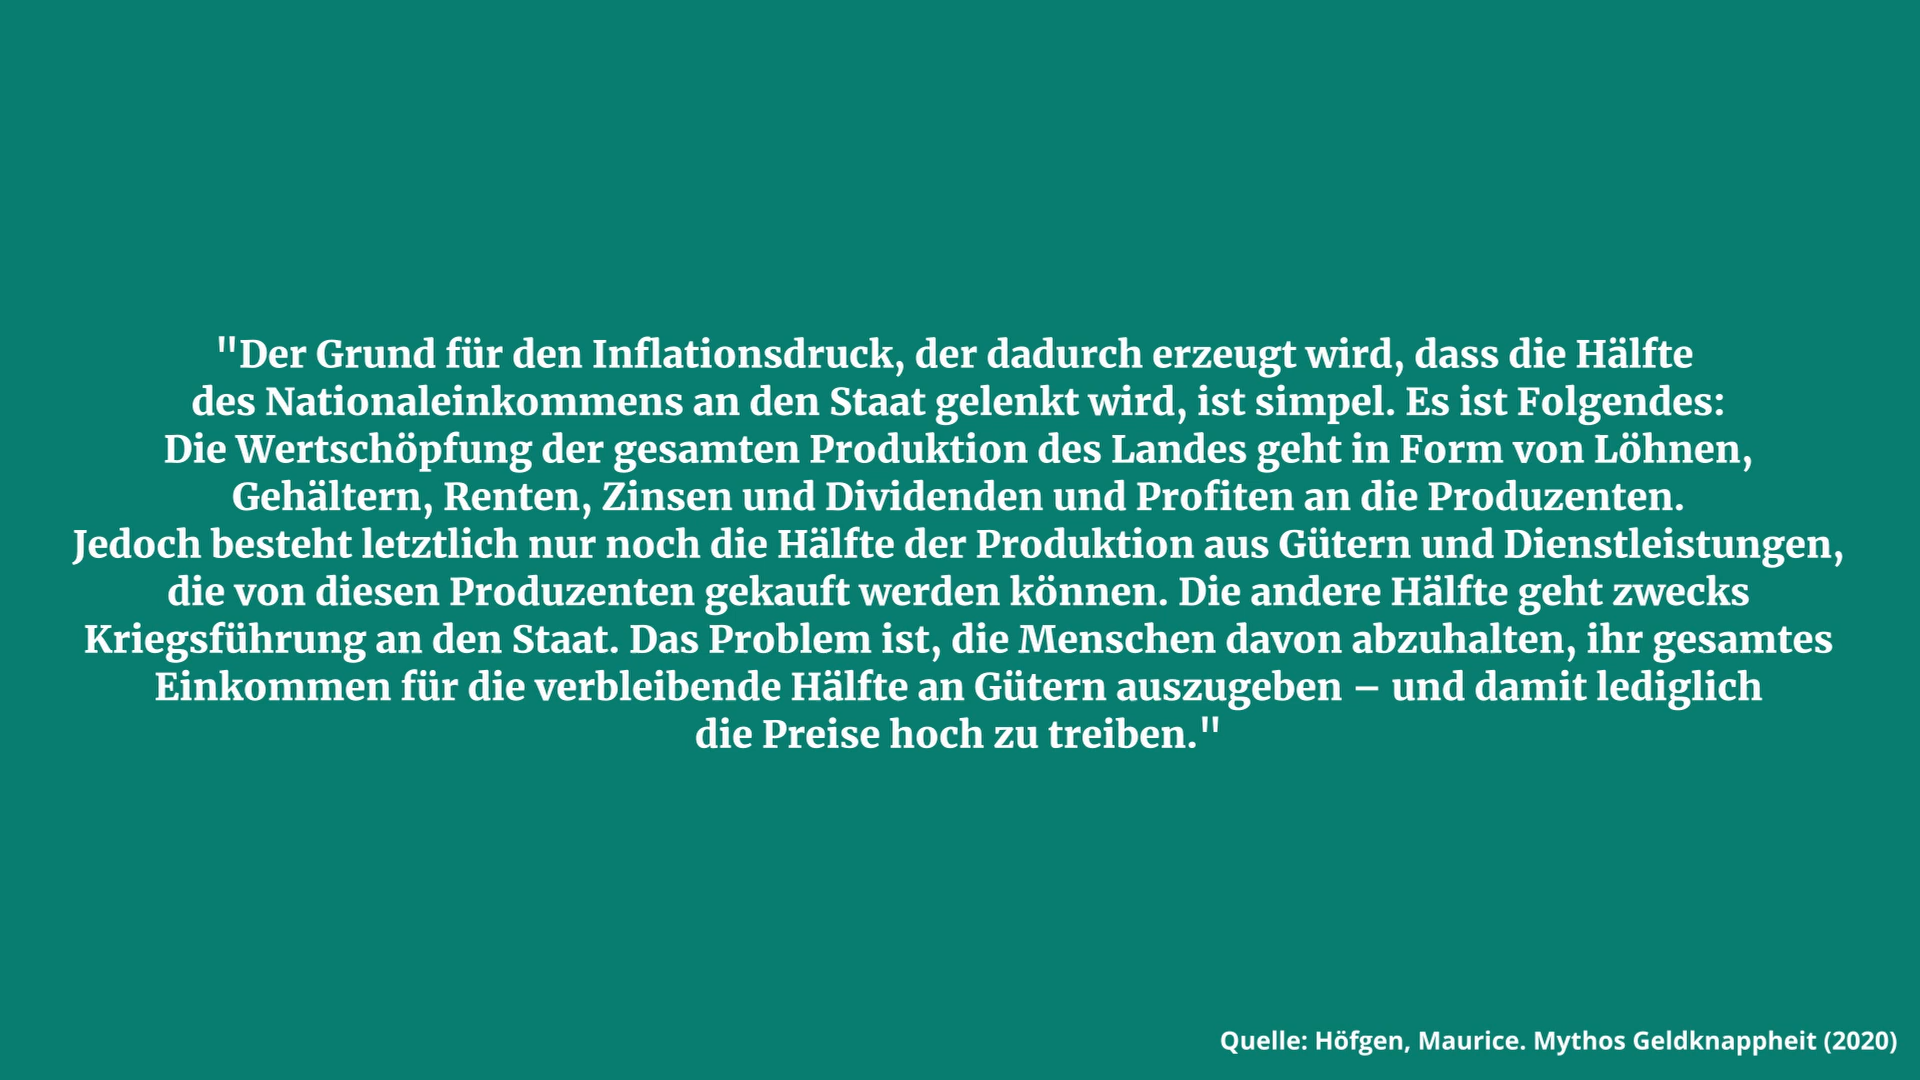 "Der Grund für den Inflationsdruck, der dadurch erzeugt wird, dass die Hälfte
des Nationaleinkommens an den Staat gelenkt wird, ist simpel. Es ist Folgendes:
Die Wertschöpfung der gesamten Produktion des Landes geht in Form von Löhnen,
Gehältern, Renten, Zinsen und Dividenden und Profiten an die Produzenten.
Jedoch besteht letztlich nur noch die Hälfte der Produktion aus Gütern und Dienstleistungen,
die von diesen Produzenten gekauft werden können. Die andere Hälfte geht zwecks
Kriegsführung an den Staat. Das Problem ist, die Menschen davon abzuhalten, ihr gesamtes
Einkommen für die verbleibende Hälfte an Gütern auszugeben – und damit lediglich
die Preise hoch zu treiben."
Quelle: Höfgen, Maurice. Mythos Geldknappheit (2020)